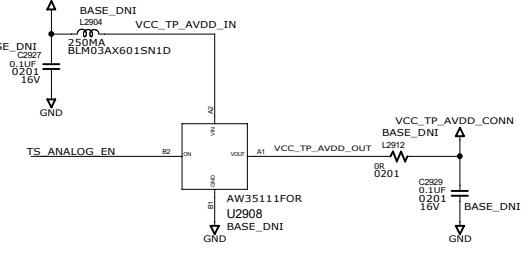 BASE_DNI
L2904
VCC_TP_AVDD_IN
250MA
BLM03AX601SN1D
SE_DNI
C2927
0.1UF
0201
16V
GND
A2
VIN
TS_ANALOG_EN
B2
ON
VOUT
A1
VCC_TP_AVDD_OUT
GND
B1
AW35111FOR
U2908
BASE_DNI
GND
VCC_TP_AVDD_CONN
BASE_DNI
L2912
0R
0201
C2929
0.1UF
0201
16V
BASE_DNI
GND